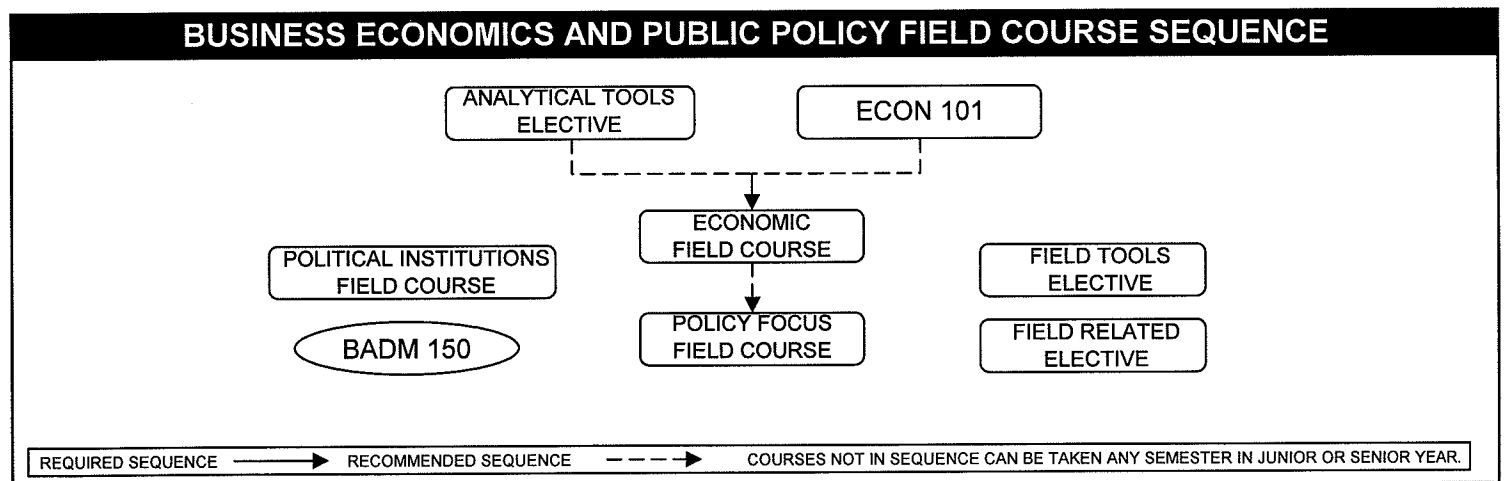 BUSINESS ECONOMICS AND PUBLIC POLICY FIELD COURSE SEQUENCE
ANALYTICAL TOOLS
ELECTIVE
ECON 101
ECONOMIC
FIELD COURSE
POLITICAL INSTITUTIONS
FIELD COURSE
FIELD TOOLS
ELECTIVE
BADM 150
POLICY FOCUS
FIELD COURSE
FIELD RELATED
ELECTIVE
REQUIRED SEQUENCE RECOMMENDED SEQUENCE COURSES NOT IN SEQUENCE CAN BE TAKEN ANY SEMESTER IN JUNIOR OR SENIOR YEAR.